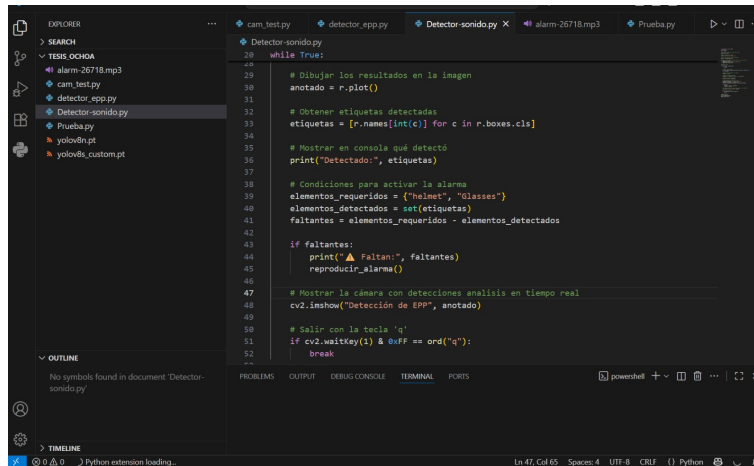 EXPLORER
...
> SEARCH
TESIS_OCHOA
alarm-26718.mp3
cam_test.py
detector_epp.py
Detector-sonido.py
Prueba.py
yolov8n.pt
yolov8s_custom.pt
OUTLINE
No symbols found in document 'Detector-
sonido.py'
> TIMELINE
cam_test.py detector_epp.py Detector-sonido.py X alarm-26718.mp3 Prueba.py
Detector-sonido.py
20 while True:
28
29 # Dibujar los resultados en la imagen
30 anotado = r.plot()
31
32 # Obtener etiquetas detectadas
33 etiquetas = [r.names[int(c)] for c in r.boxes.cls]
34
35 # Mostrar en consola qué detectó
36 print("Detectado:", etiquetas)
37
38 # Condiciones para activar la alarma
39 elementos_requeridos = {"helmet", "Glasses"}
40 elementos_detectados = set(etiquetas)
41 faltantes = elementos_requeridos - elementos_detectados
42
43 if faltantes:
44 print("⚠ Faltan:", faltantes)
45 reproducir_alarma()
46
47 # Mostrar la cámara con detecciones analisis en tiempo real
48 cv2.imshow("Detección de EPP", anotado)
49
50 # Salir con la tecla 'q'
51 if cv2.waitKey(1) & 0xFF == ord("q"):
52 break
PROBLEMS OUTPUT DEBUG CONSOLE TERMINAL PORTS
powershell
0 0 Python extension loading...
Ln 47, Col 65 Spaces: 4 UTF-8 CRLF {} Python